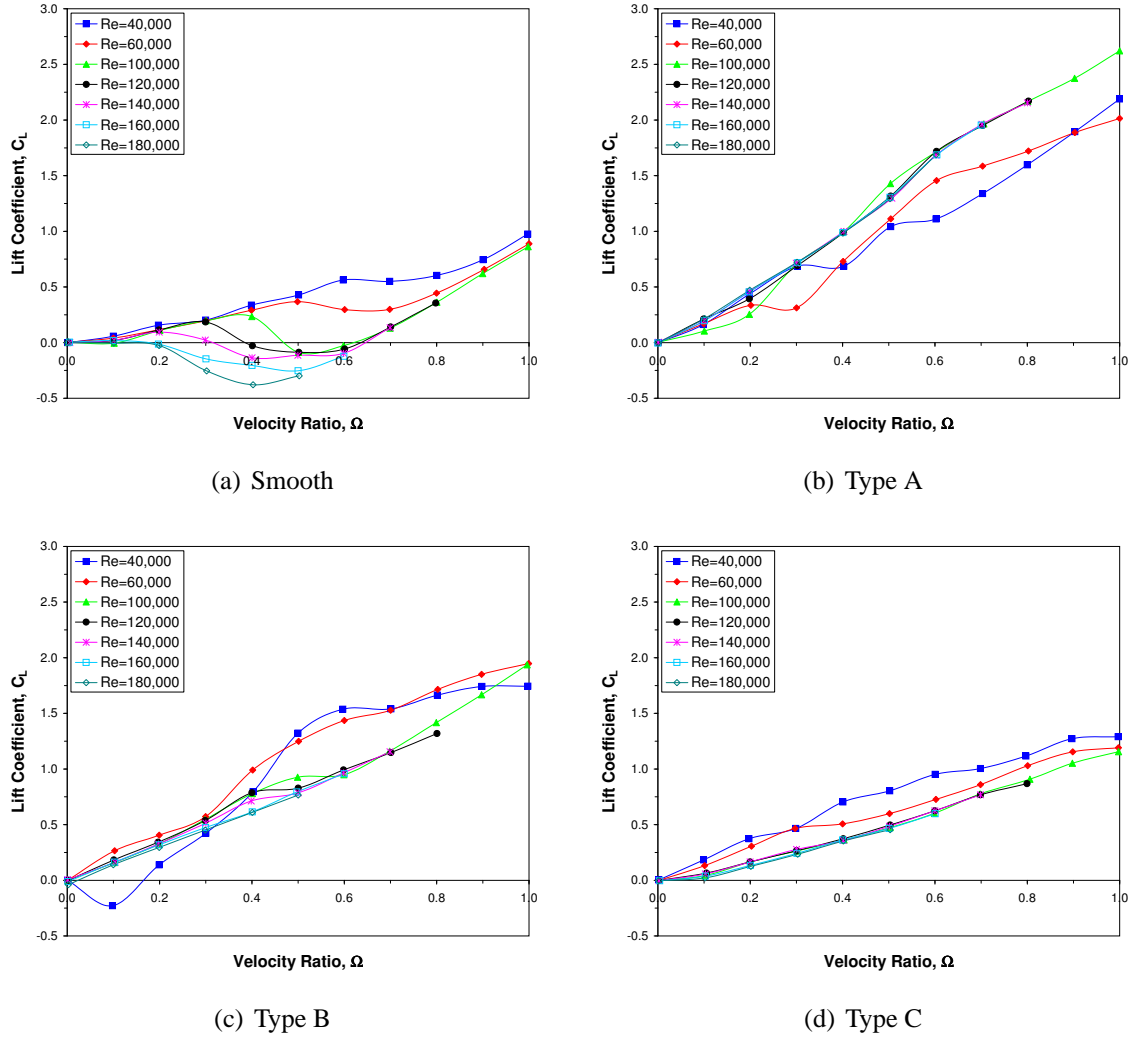 3.0
2.5
2.0
1.5
1.0
0.5
0.0
-0.5
Lift Coefficient, CL
Re=40,000
Re=60,000
Re=100,000
Re=120,000
Re=140,000
Re=160,000
Re=180,000
0.0 0.2 0.4 0.6 0.8 1.0
Velocity Ratio, Ω
(a) Smooth
3.0
2.5
2.0
1.5
1.0
0.5
0.0
-0.5
Lift Coefficient, CL
Re=40,000
Re=60,000
Re=100,000
Re=120,000
Re=140,000
Re=160,000
Re=180,000
0.0 0.2 0.4 0.6 0.8 1.0
Velocity Ratio, Ω
(b) Type A
3.0
2.5
2.0
1.5
1.0
0.5
0.0
-0.5
Lift Coefficient, CL
Re=40,000
Re=60,000
Re=100,000
Re=120,000
Re=140,000
Re=160,000
Re=180,000
0.0 0.2 0.4 0.6 0.8 1.0
Velocity Ratio, Ω
(c) Type B
3.0
2.5
2.0
1.5
1.0
0.5
0.0
-0.5
Lift Coefficient, CL
Re=40,000
Re=60,000
Re=100,000
Re=120,000
Re=140,000
Re=160,000
Re=180,000
0.0 0.2 0.4 0.6 0.8 1.0
Velocity Ratio, Ω
(d) Type C